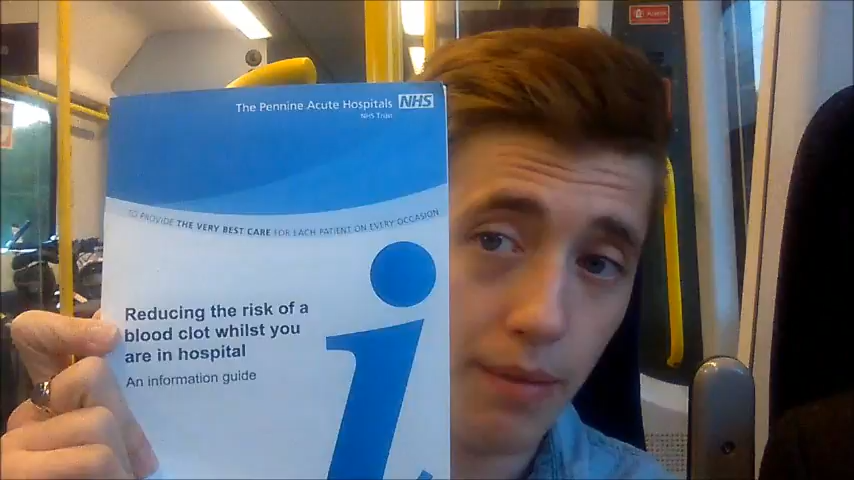 The Pennine Acute Hospitals NHS
NHS Trust
TO PROVIDE THE VERY BEST CARE FOR EACH PATIENT ON EVERY OCCASION
Reducing the risk of a
blood clot whilst you
are in hospital
An information guide
i